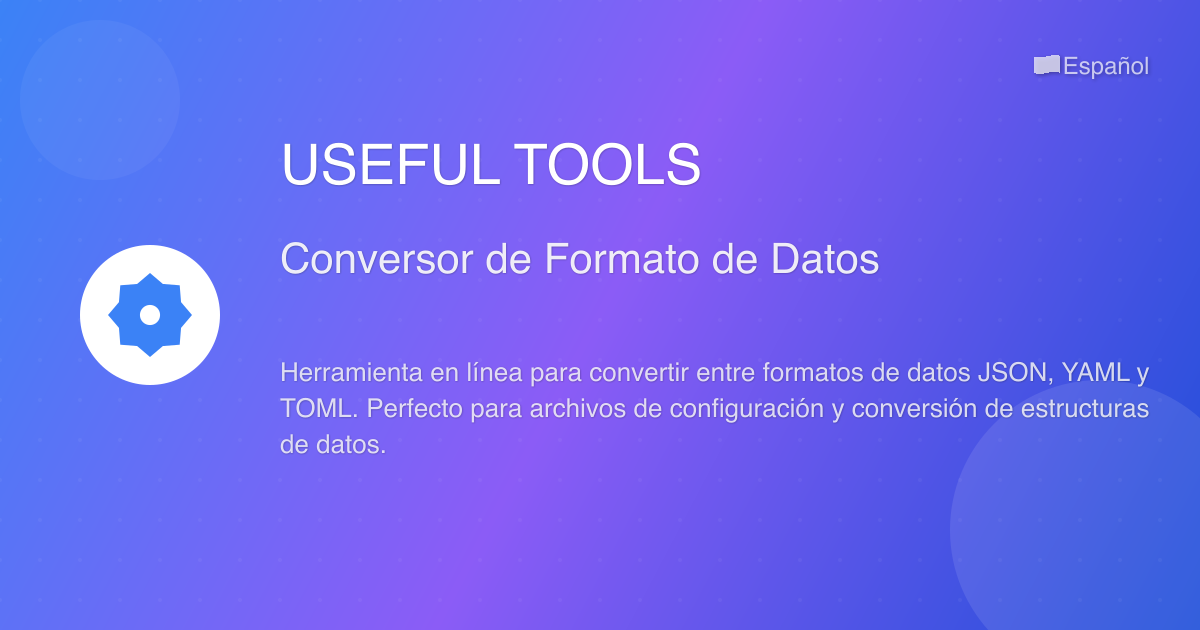 Español
USEFUL TOOLS
Conversor de Formato de Datos
Herramienta en línea para convertir entre formatos de datos JSON, YAML y
TOML. Perfecto para archivos de configuración y conversión de estructuras
de datos.